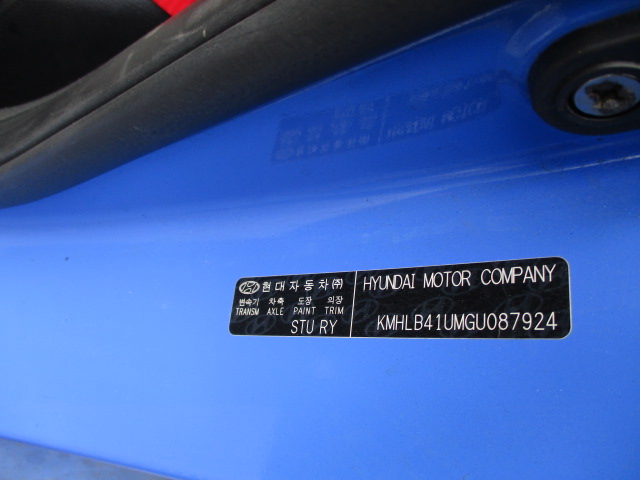 현대자동차(주)
변속기 차축 도장 의장
TRANSM AXLE PAINT TRIM
STU RY
HYUNDAI MOTOR COMPANY
KMHLB41UMGU087924